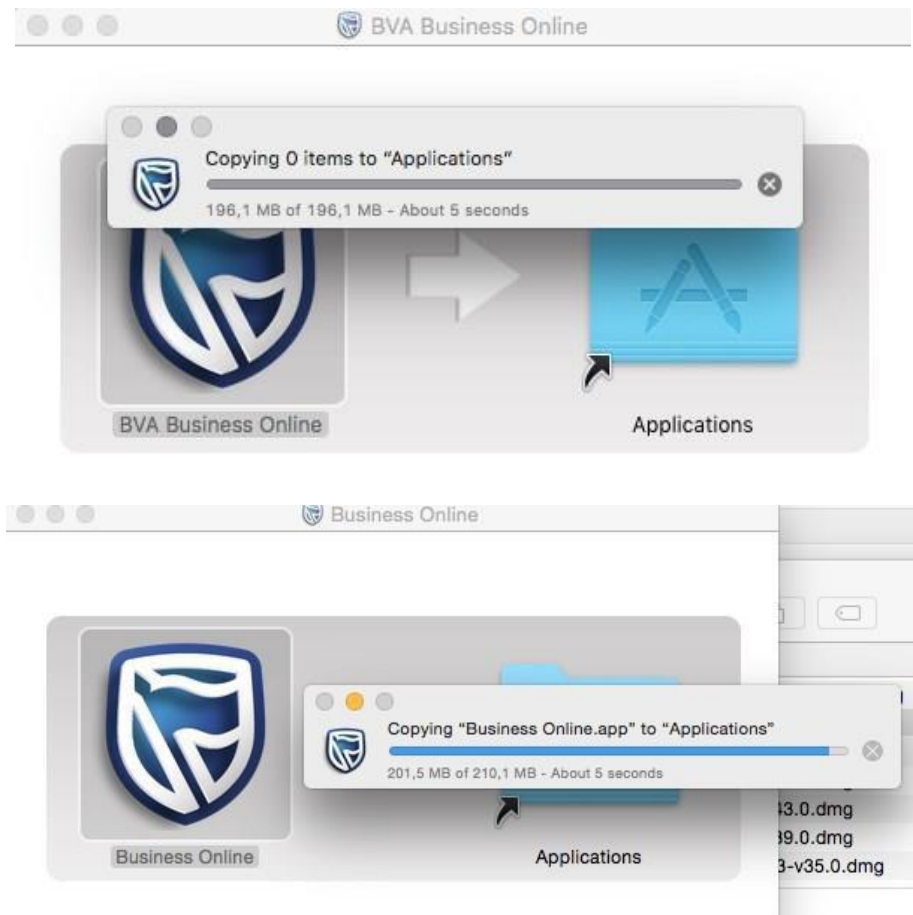 BVA Business Online
Copying 0 items to “Applications”
196,1 MB of 196,1 MB - About 5 seconds
BVA Business Online
Applications
Business Online
Copying “Business Online.app” to “Applications”
201,5 MB of 210,1 MB - About 5 seconds
43.0.dmg
39.0.dmg
3-v35.0.dmg
Business Online
Applications